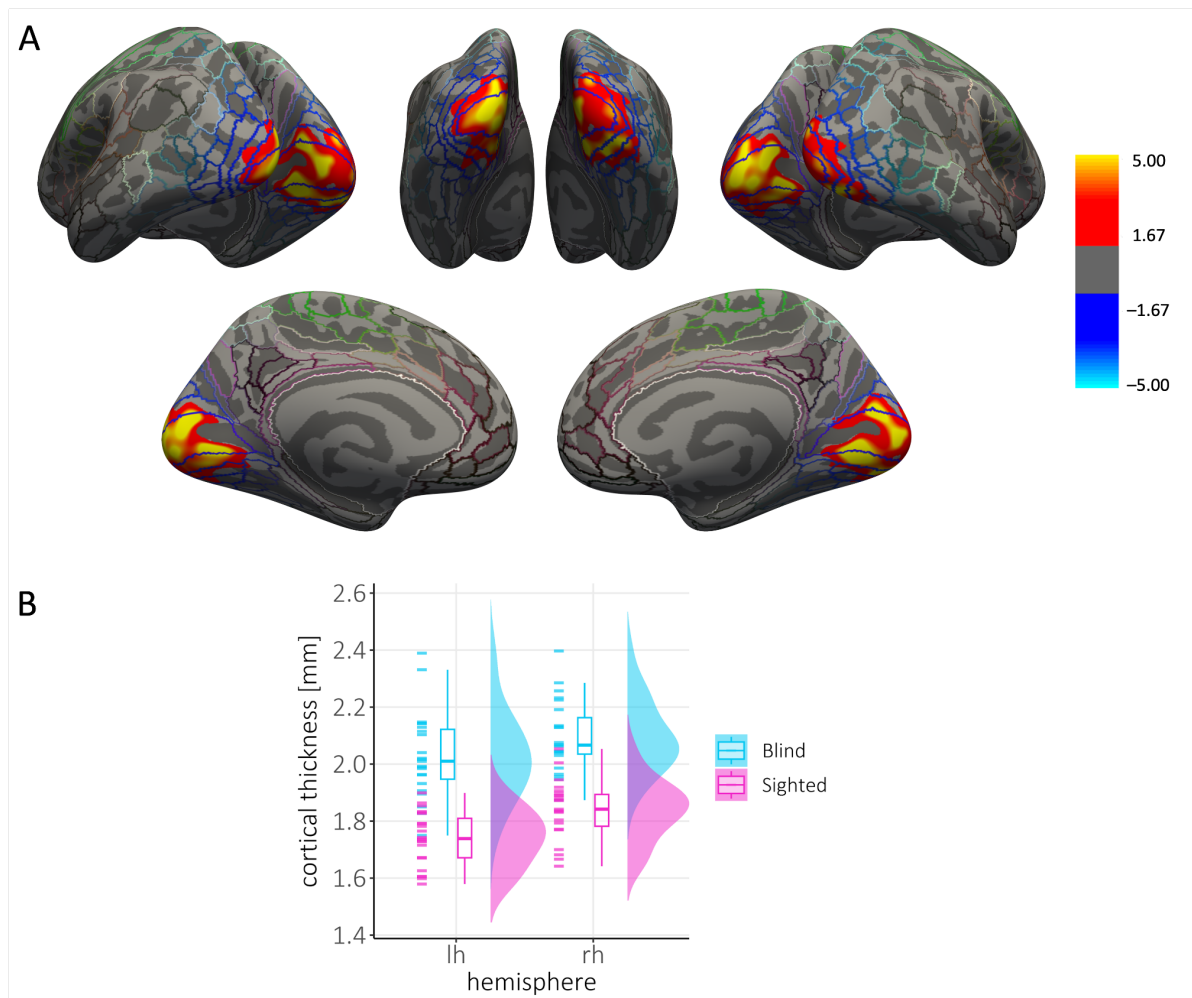 A
5.00
1.67
–1.67
–5.00
B
cortical thickness [mm]
2.6
2.4
2.2
2.0
1.8
1.6
1.4
lh
rh
hemisphere
Blind
Sighted